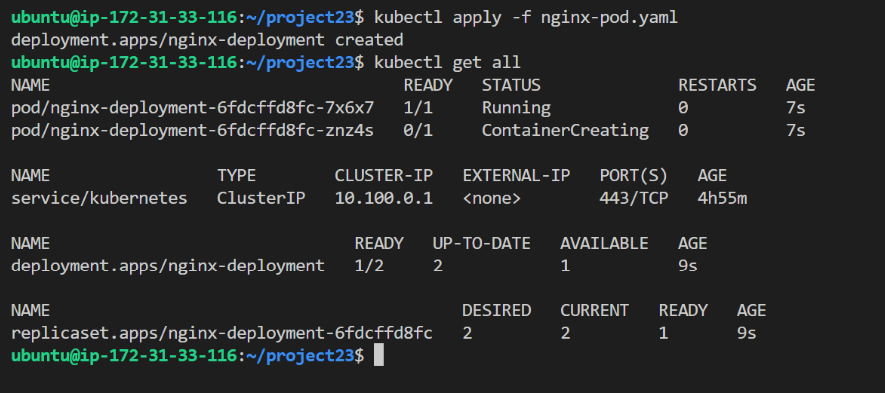 ubuntu@ip-172-31-33-116:~/project23$ kubectl apply -f nginx-pod.yaml
deployment.apps/nginx-deployment created
ubuntu@ip-172-31-33-116:~/project23$ kubectl get all
NAME READY STATUS RESTARTS AGE
pod/nginx-deployment-6fdcffd8fc-7x6x7 1/1 Running 0 7s
pod/nginx-deployment-6fdcffd8fc-znz4s 0/1 ContainerCreating 0 7s
NAME TYPE CLUSTER-IP EXTERNAL-IP PORT(S) AGE
service/kubernetes ClusterIP 10.100.0.1 <none> 443/TCP 4h55m
NAME READY UP-TO-DATE AVAILABLE AGE
deployment.apps/nginx-deployment 1/2 2 1 9s
NAME DESIRED CURRENT READY AGE
replicaset.apps/nginx-deployment-6fdcffd8fc 2 2 1 9s
ubuntu@ip-172-31-33-116:~/project23$